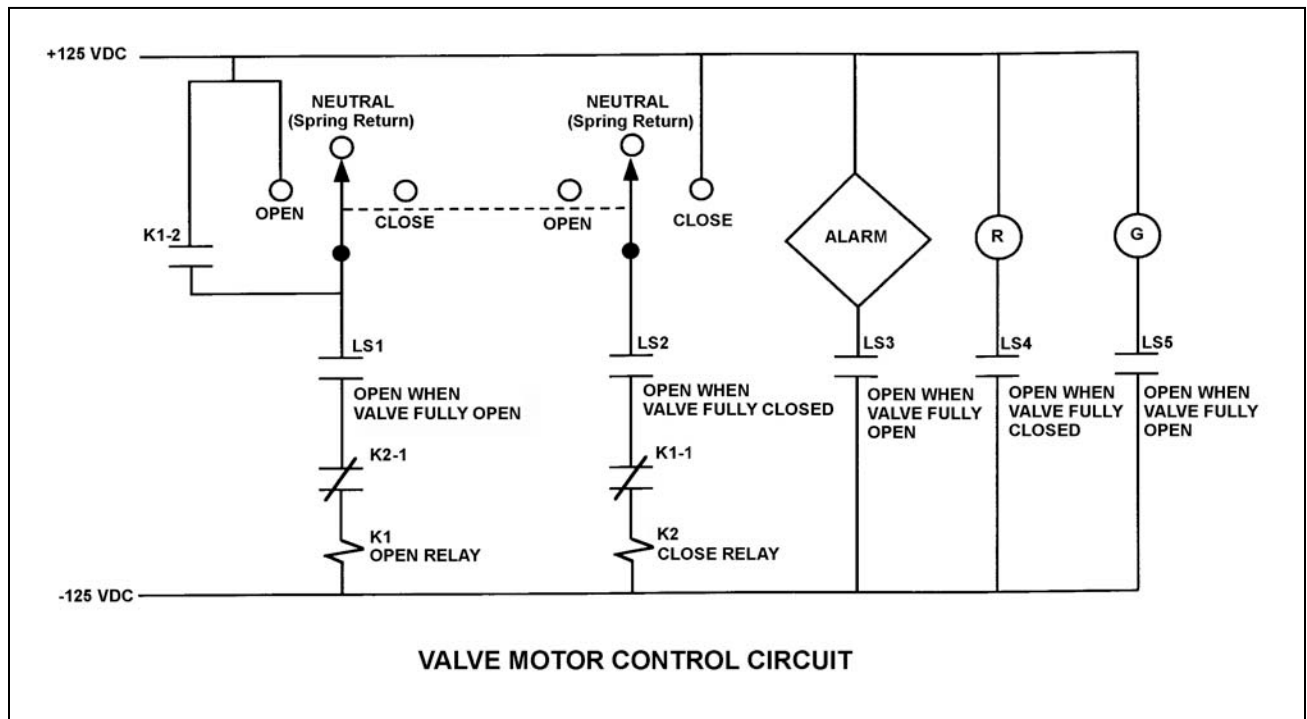 +125 VDC
NEUTRAL
(Spring Return)
NEUTRAL
(Spring Return)
OPEN
CLOSE
OPEN
CLOSE
K1-2
ALARM
R
G
LS1
OPEN WHEN
VALVE FULLY OPEN
LS2
OPEN WHEN
VALVE FULLY CLOSED
LS3
OPEN WHEN
VALVE FULLY
OPEN
LS4
OPEN WHEN
VALVE FULLY
CLOSED
LS5
OPEN WHEN
VALVE FULLY
OPEN
K2-1
K1-1
K1
OPEN RELAY
K2
CLOSE RELAY
-125 VDC
VALVE MOTOR CONTROL CIRCUIT